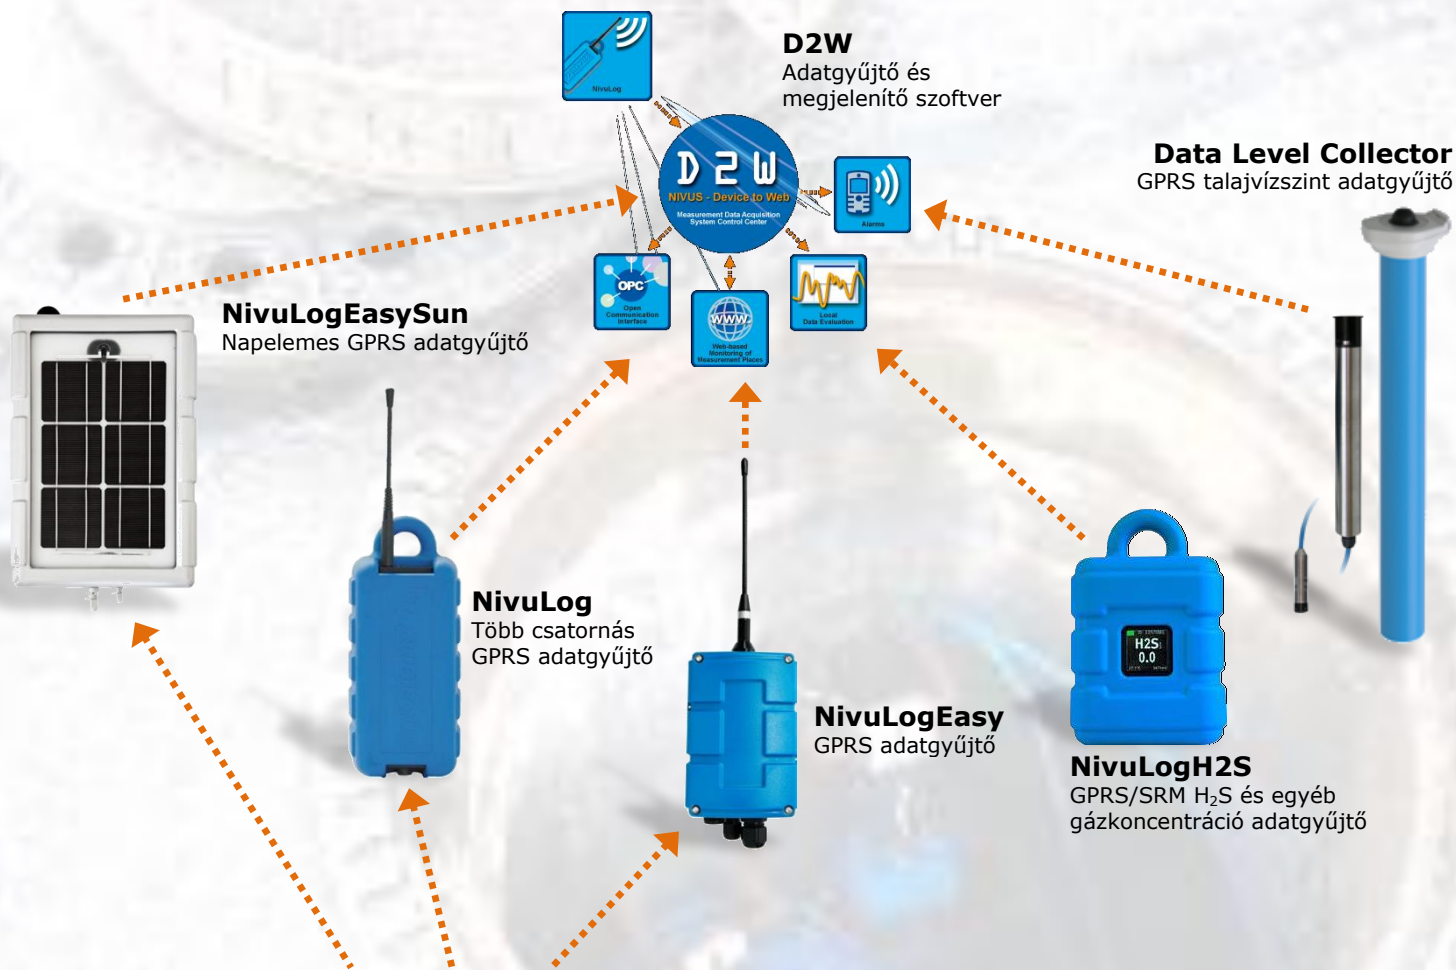 NivuLog
D2W
Adatgyűjtő és
megjelenítő szoftver
D2W
NIVUS - Device to Web
Measurement Data Acquisition
System Control Center
Alarms
OPC
Open
Communication
Interface
WWW.
Web-based
Monitoring of
Measurement Places
Local
Data Evaluation
Data Level Collector
GPRS talajvízszint adatgyűjtő
NivuLogEasySun
Napelemes GPRS adatgyűjtő
NivuLog
Több csatornás
GPRS adatgyűjtő
NivuLogEasy
GPRS adatgyűjtő
H2S
0.0
NivuLogH2S
GPRS/SRM H₂S és egyéb
gázkoncentráció adatgyűjtő